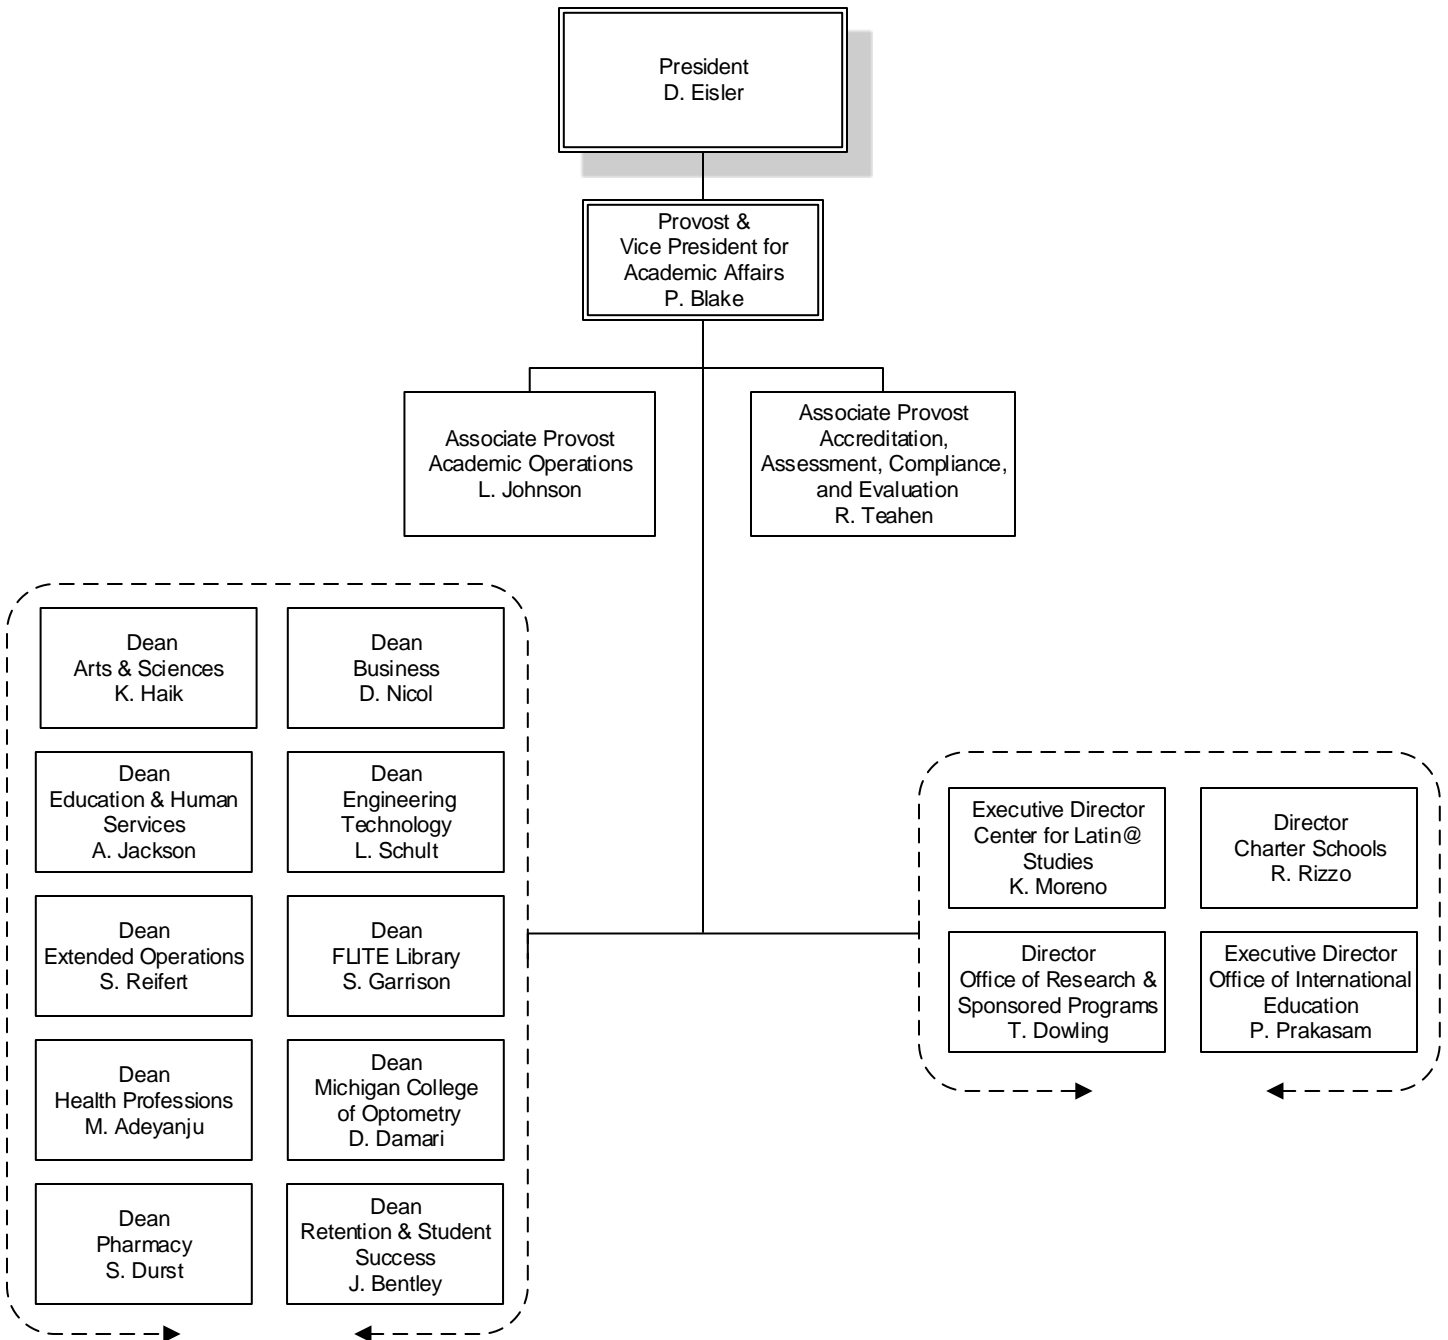 President
D. Eisler
Provost &
Vice President for
Academic Affairs
P. Blake
Associate Provost
Academic Operations
L. Johnson
Associate Provost
Accreditation,
Assessment, Compliance,
and Evaluation
R. Teahen
Dean
Arts & Sciences
K. Haik
Dean
Business
D. Nicol
Dean
Education & Human
Services
A. Jackson
Dean
Engineering
Technology
L. Schult
Dean
Extended Operations
S. Reifert
Dean
FLITE Library
S. Garrison
Dean
Health Professions
M. Adeyanju
Dean
Michigan College
of Optometry
D. Damari
Dean
Pharmacy
S. Durst
Dean
Retention & Student
Success
J. Bentley
Executive Director
Center for Latin@
Studies
K. Moreno
Director
Charter Schools
R. Rizzo
Director
Office of Research &
Sponsored Programs
T. Dowling
Executive Director
Office of International
Education
P. Prakasam